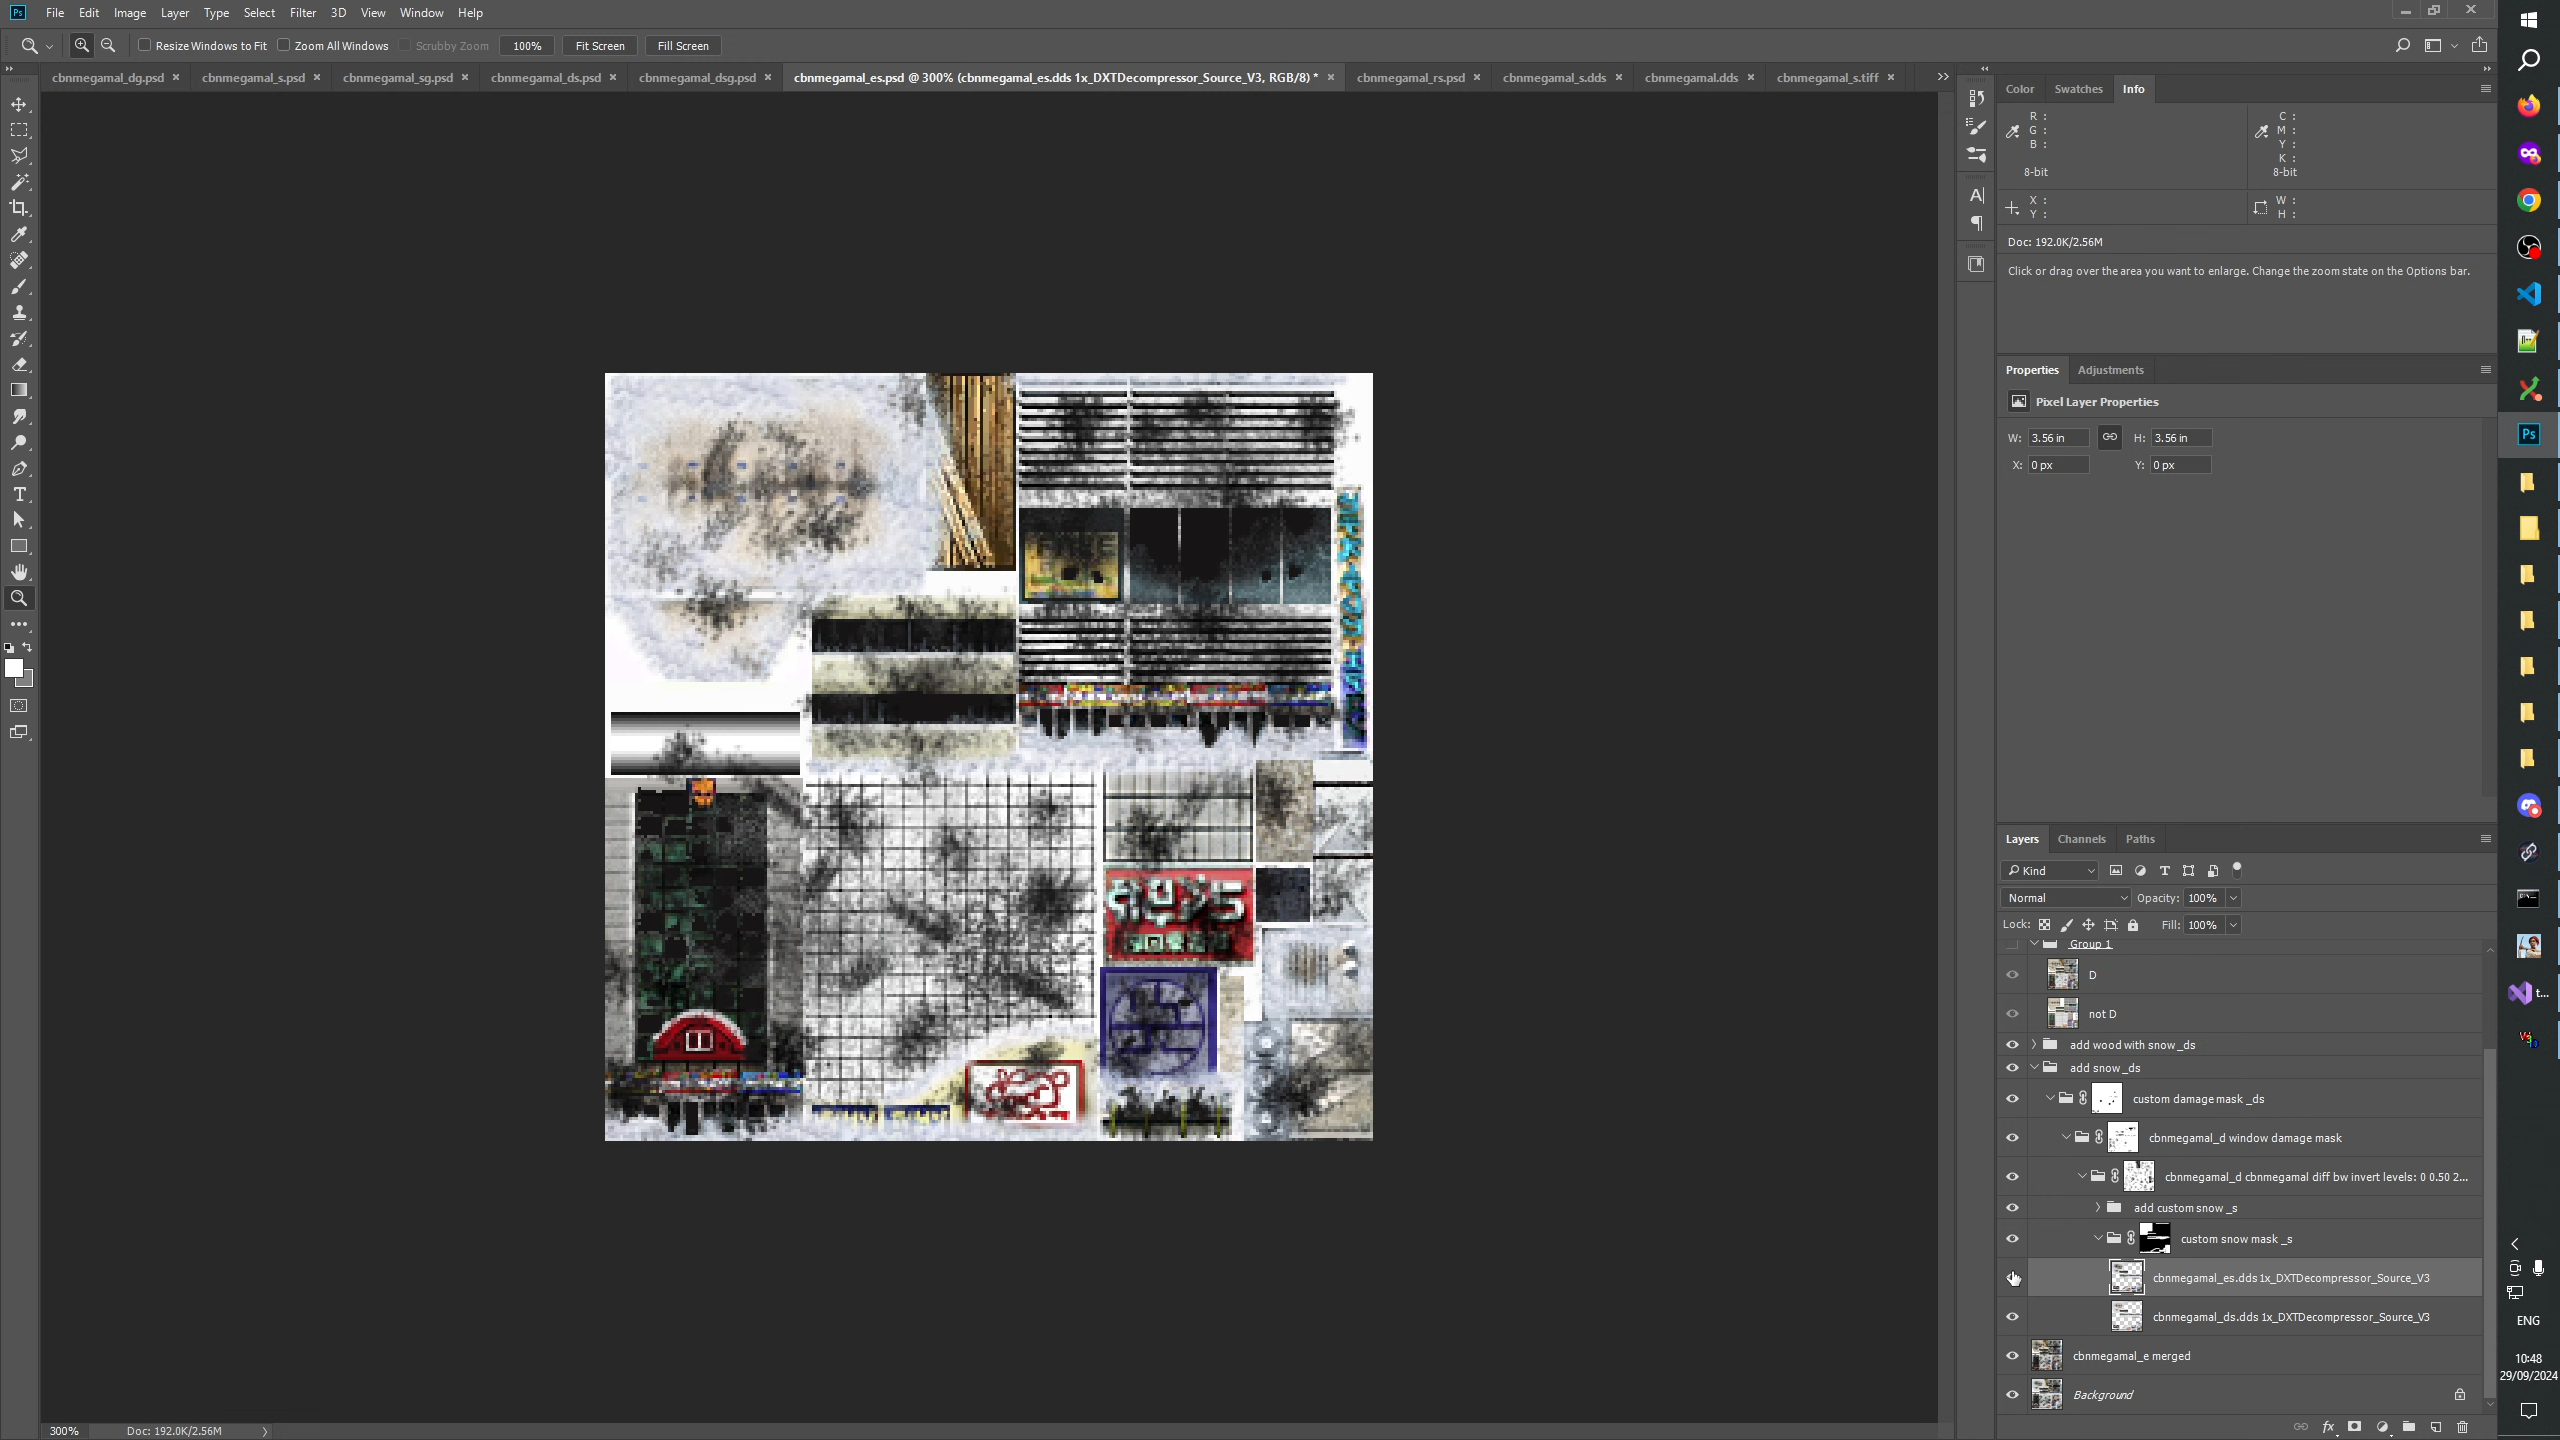 Ps File Edit Image Layer Type Select Filter 3D View Window Help
Resize Windows to Fit Zoom All Windows Scrubby Zoom 100% Fit Screen Fill Screen
cbnmegamal_dg.psd × cbnmegamal_s.psd × cbnmegamal_sg.psd × cbnmegamal_ds.psd × cbnmegamal_dsg.psd × cbnmegamal_es.psd @ 300% (cbnmegamal_es.dds 1x_DXTDecompressor_Source_V3, RGB/8) * × cbnmegamal_rs.psd × cbnmegamal_s.dds × cbnmegamal.dds × cbnmegamal_s.tiff ×
Color Swatches Info
R : C :
G : M :
B : Y :
K :
8-bit 8-bit
X : W :
Y : H :
Doc: 192.0K/2.56M
Click or drag over the area you want to enlarge. Change the zoom state on the Options bar.
Properties Adjustments
Pixel Layer Properties
W: 3.56 in H: 3.56 in
X: 0 px Y: 0 px
Layers Channels Paths
Kind
Normal Opacity: 100%
Lock: Fill: 100%
Group 1
D
not D
add wood with snow _ds
add snow _ds
custom damage mask _ds
cbnmegamal_d window damage mask
cbnmegamal_d cbnmegamal diff bw invert levels: 0 0.50 2...
add custom snow _s
custom snow mask _s
cbnmegamal_es.dds 1x_DXTDecompressor_Source_V3
cbnmegamal_ds.dds 1x_DXTDecompressor_Source_V3
cbnmegamal_e merged
Background
300% Doc: 192.0K/2.56M
Ps
t...
ENG
10:48
29/09/2024